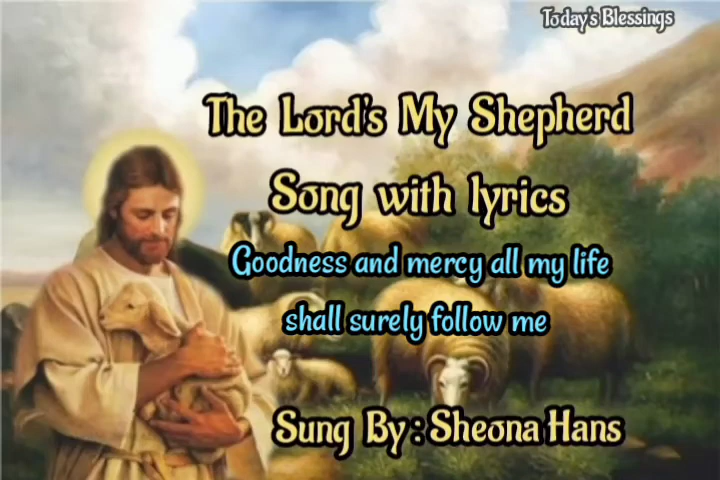 Today's Blessings
The Lord's My Shepherd
Song with lyrics
Goodness and mercy all my life
shall surely follow me
Sung By : Sheona Hans